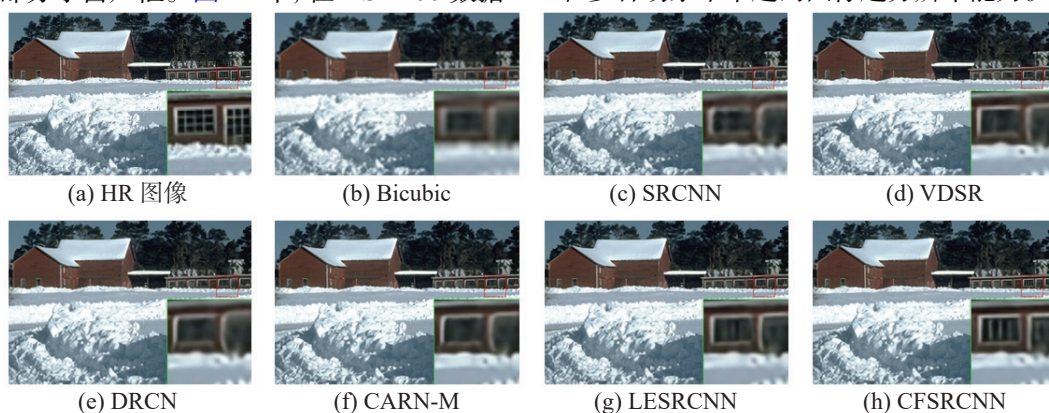 (a) HR 图像
(b) Bicubic
(c) SRCNN
(d) VDSR
(e) DRCN
(f) CARN-M
(g) LESRCNN
(h) CFSRCNN